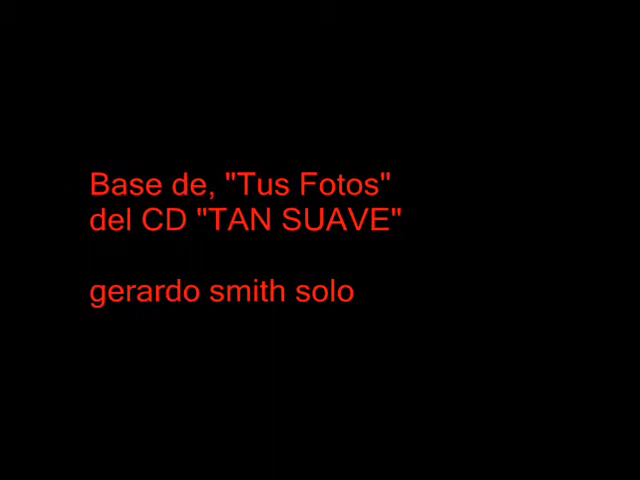 Base de, "Tus Fotos"
del CD "TAN SUAVE"
gerardo smith solo